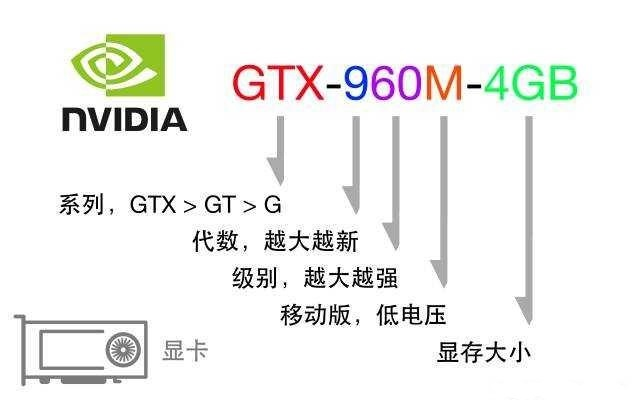 GTX-960M-4GB
NVIDIA
系列，GTX > GT > G
代数，越大越新
级别，越大越强
移动版，低电压
显卡
显存大小